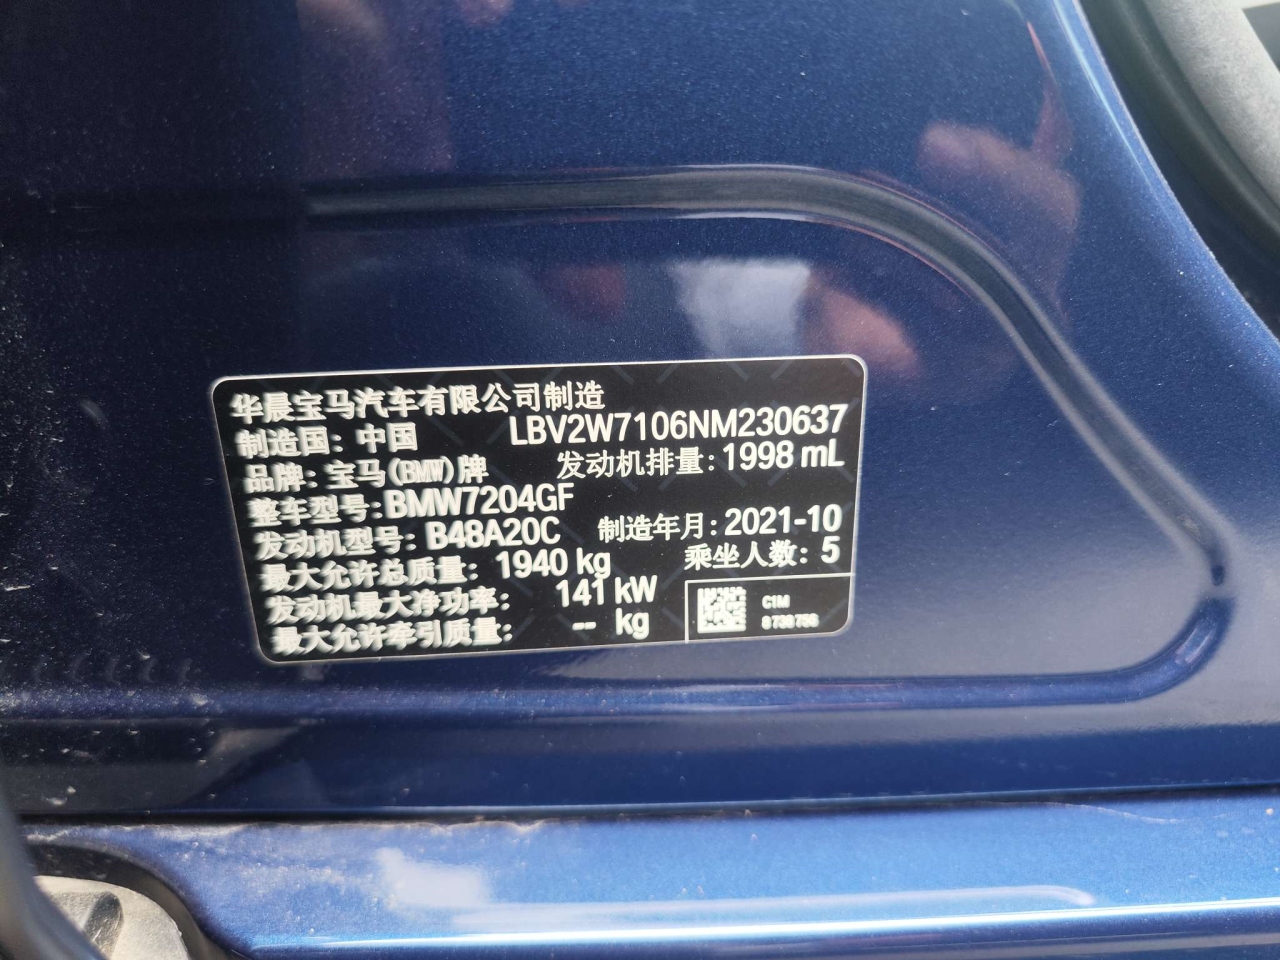 华晨宝马汽车有限公司制造
制造国：中国 LBV2W7106NM230637
品牌：宝马(BMW)牌 发动机排量：1998 mL
整车型号：BMW7204GF
发动机型号：B48A20C 制造年月：2021-10
最大允许总质量：1940 kg 乘坐人数：5
发动机最大净功率：141 kW
最大允许牵引质量：-- kg
C1M